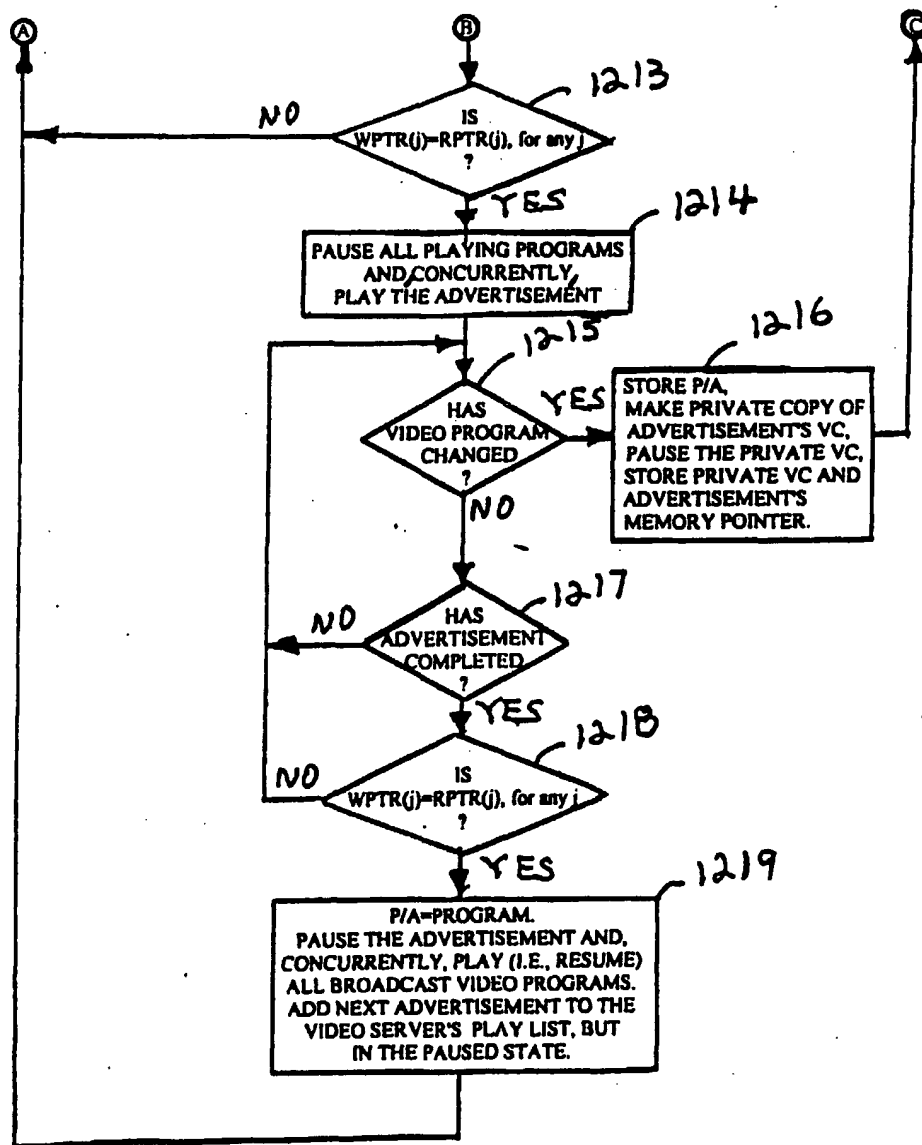 A
B
C
1213
NO
IS
WPTR(j)=RPTR(j), for any j
?
YES
1214
PAUSE ALL PLAYING PROGRAMS
AND, CONCURRENTLY,
PLAY THE ADVERTISEMENT
1215
HAS
VIDEO PROGRAM
CHANGED
?
YES
1216
STORE P/A,
MAKE PRIVATE COPY OF
ADVERTISEMENT'S VC,
PAUSE THE PRIVATE VC,
STORE PRIVATE VC AND
ADVERTISEMENT'S
MEMORY POINTER.
NO
1217
NO
HAS
ADVERTISEMENT
COMPLETED
?
YES
1218
NO
IS
WPTR(j)=RPTR(j), for any j
?
YES
1219
P/A=PROGRAM.
PAUSE THE ADVERTISEMENT AND,
CONCURRENTLY, PLAY (I.E., RESUME)
ALL BROADCAST VIDEO PROGRAMS.
ADD NEXT ADVERTISEMENT TO THE
VIDEO SERVER'S PLAY LIST, BUT
IN THE PAUSED STATE.